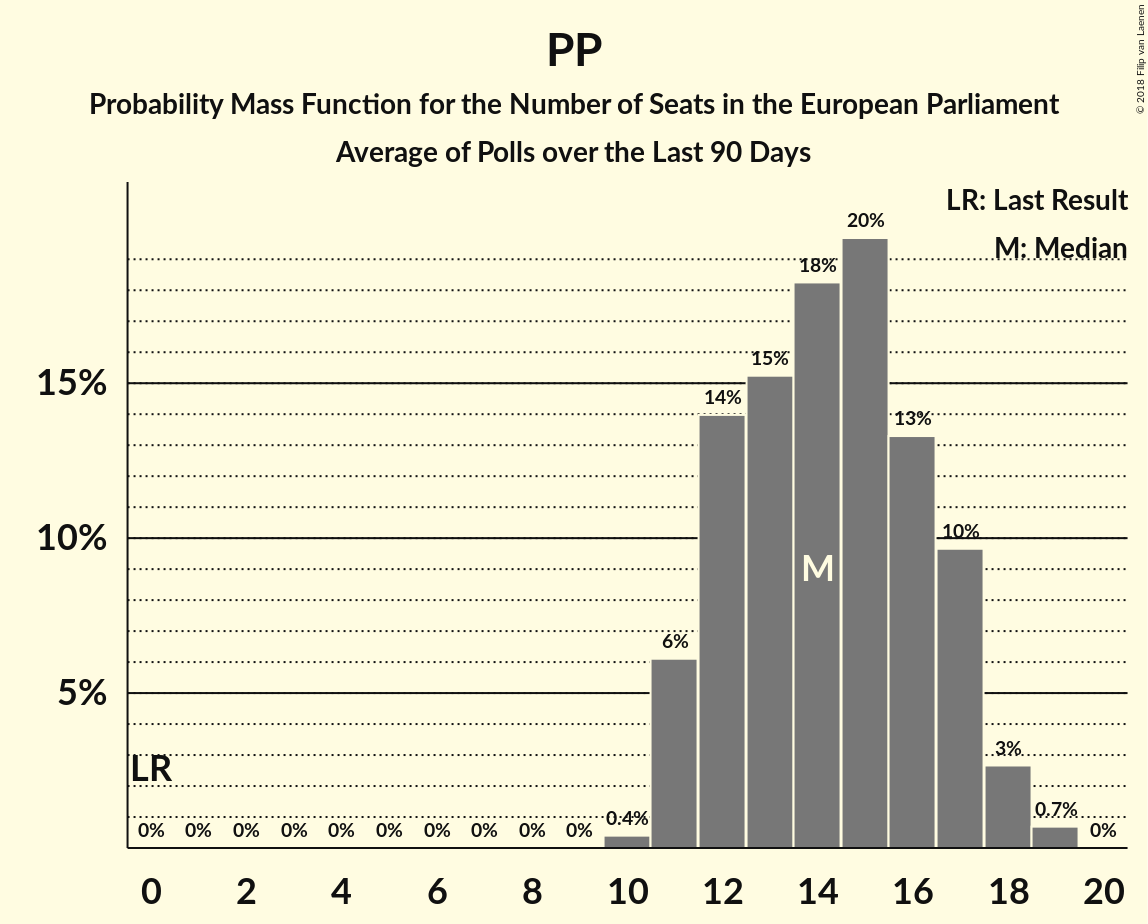 PP
Probability Mass Function for the Number of Seats in the European Parliament
Average of Polls over the Last 90 Days
© 2018 Filip van Laenen
LR: Last Result
M: Median
20%
18%
15%
15%
14%
13%
10%
10%
M
6%
5%
LR
3%
0% 0% 0% 0% 0% 0% 0% 0% 0% 0% 0.4% 0.7% 0%
0 2 4 6 8 10 12 14 16 18 20